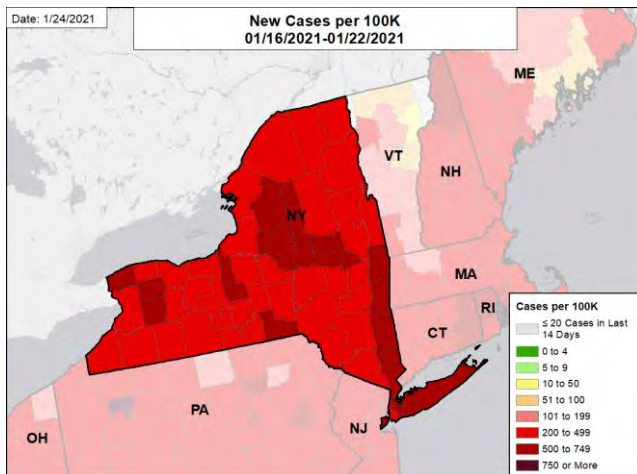 Date: 1/24/2021
New Cases per 100K
01/16/2021-01/22/2021
ME
VT
NH
NY
MA
CT
RI
PA
NJ
OH
Cases per 100K
≤ 20 Cases in Last
14 Days
0 to 4
5 to 9
10 to 50
51 to 100
101 to 199
200 to 499
500 to 749
750 or More